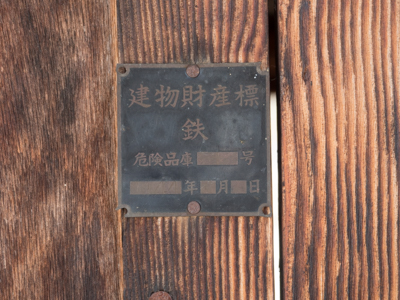 建物財産標
鉄
危険品庫 号
年 月 日